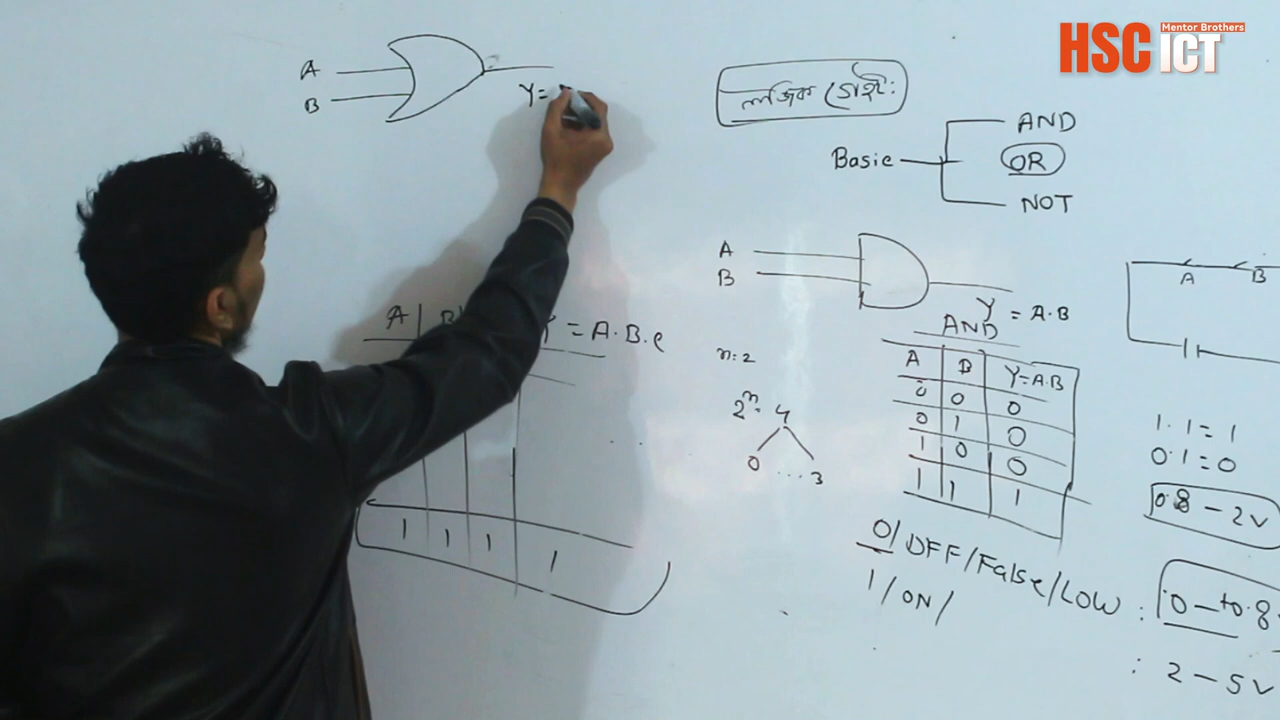 HSC ICT
Mentor Brothers
A
B
Y=
লজিক গেইট:
Basic
AND
OR
NOT
A
B
Y = A.B
A B
A B Y = A.B.C
n=2
2ⁿ = 4
0 ... 3
AND
A B Y=A.B
0 0 0
0 1 0
1 0 0
1 1 1
1 1 1 1
1.1=1
0.1=0
0.8 - 2v
0/OFF/False/LOW : 0 - to.8
1/ON/ : 2 - 5v